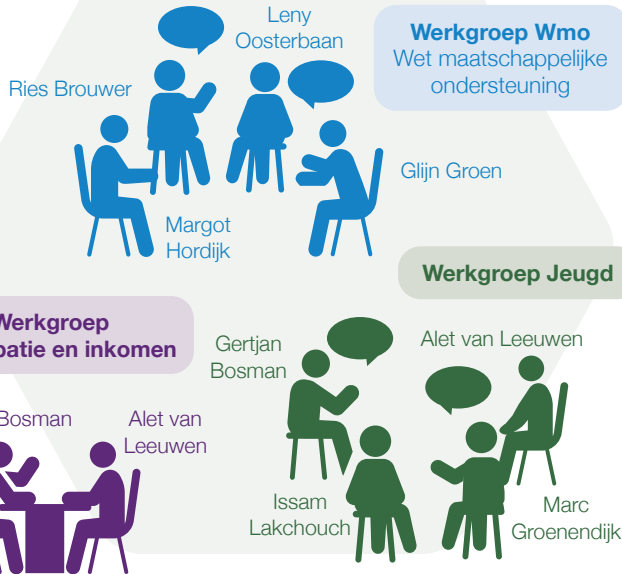 Leny
Oosterbaan
Werkgroep Wmo
Wet maatschappelijke
ondersteuning
Ries Brouwer
Glijn Groen
Margot
Hordijk
Werkgroep Jeugd
Werkgroep
patie en inkomen
Gertjan
Bosman
Alet van Leeuwen
Bosman
Alet van
Leeuwen
Issam
Lakchouch
Marc
Groenendijk